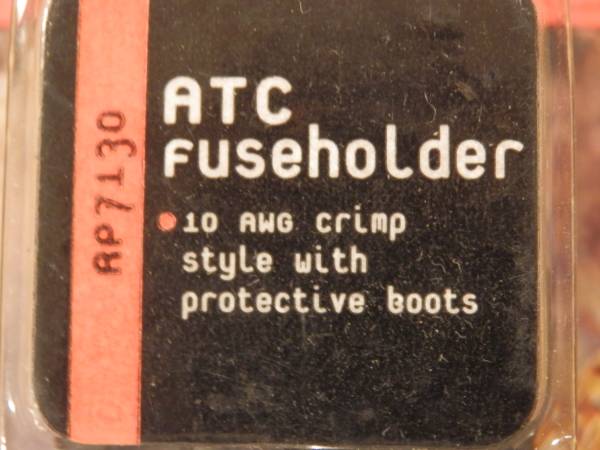 AP7130
ATC
fuseholder
10 AWG crimp
style with
protective boots